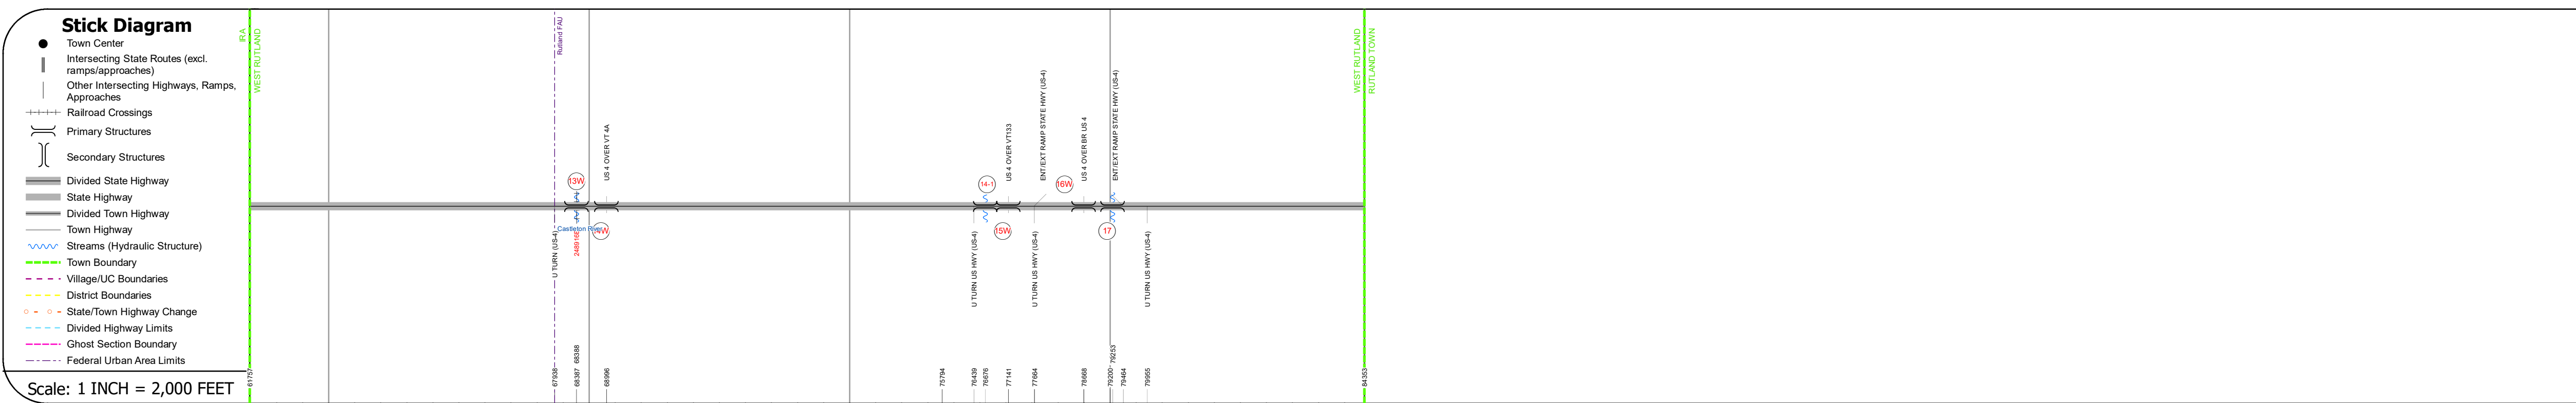 Stick Diagram
Town Center
Intersecting State Routes (excl.
ramps/approaches)
Other Intersecting Highways, Ramps,
Approaches
Railroad Crossings
Primary Structures
Secondary Structures
Divided State Highway
State Highway
Divided Town Highway
Town Highway
Streams (Hydraulic Structure)
Town Boundary
Village/UC Boundaries
District Boundaries
State/Town Highway Change
Divided Highway Limits
Ghost Section Boundary
Federal Urban Area Limits
Scale: 1 INCH = 2,000 FEET
IRA
WEST RUTLAND
Rutland FAU
U TURN (US-4)
13W
Castleton River
US 4 OVER VT 4A
U TURN US HWY (US-4)
14-1
15W
US 4 OVER VT133
ENT/EXT RAMP STATE HWY (US-4)
U TURN US HWY (US-4)
16W
US 4 OVER BR US 4
17
ENT/EXT RAMP STATE HWY (US-4)
U TURN US HWY (US-4)
WEST RUTLAND
RUTLAND TOWN
61757
67938
68387
68388
68996
75794
76439
76676
77141
77664
78668
79200
79253
79464
79955
84353